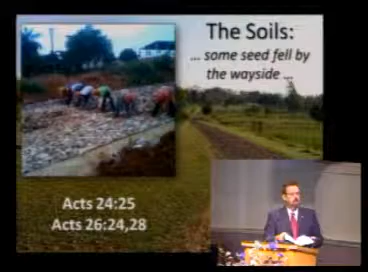 The Soils:
... some seed fell by
the wayside ...
Acts 24:25
Acts 26:24,28